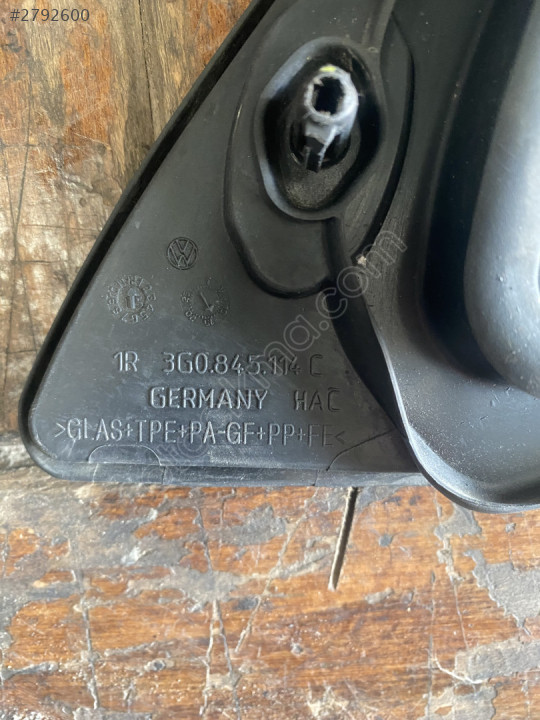 #2792600
1R 3G0.845.114 C
GERMANY HAC
>GLAS+TPE+PA-GF+PP+FE<